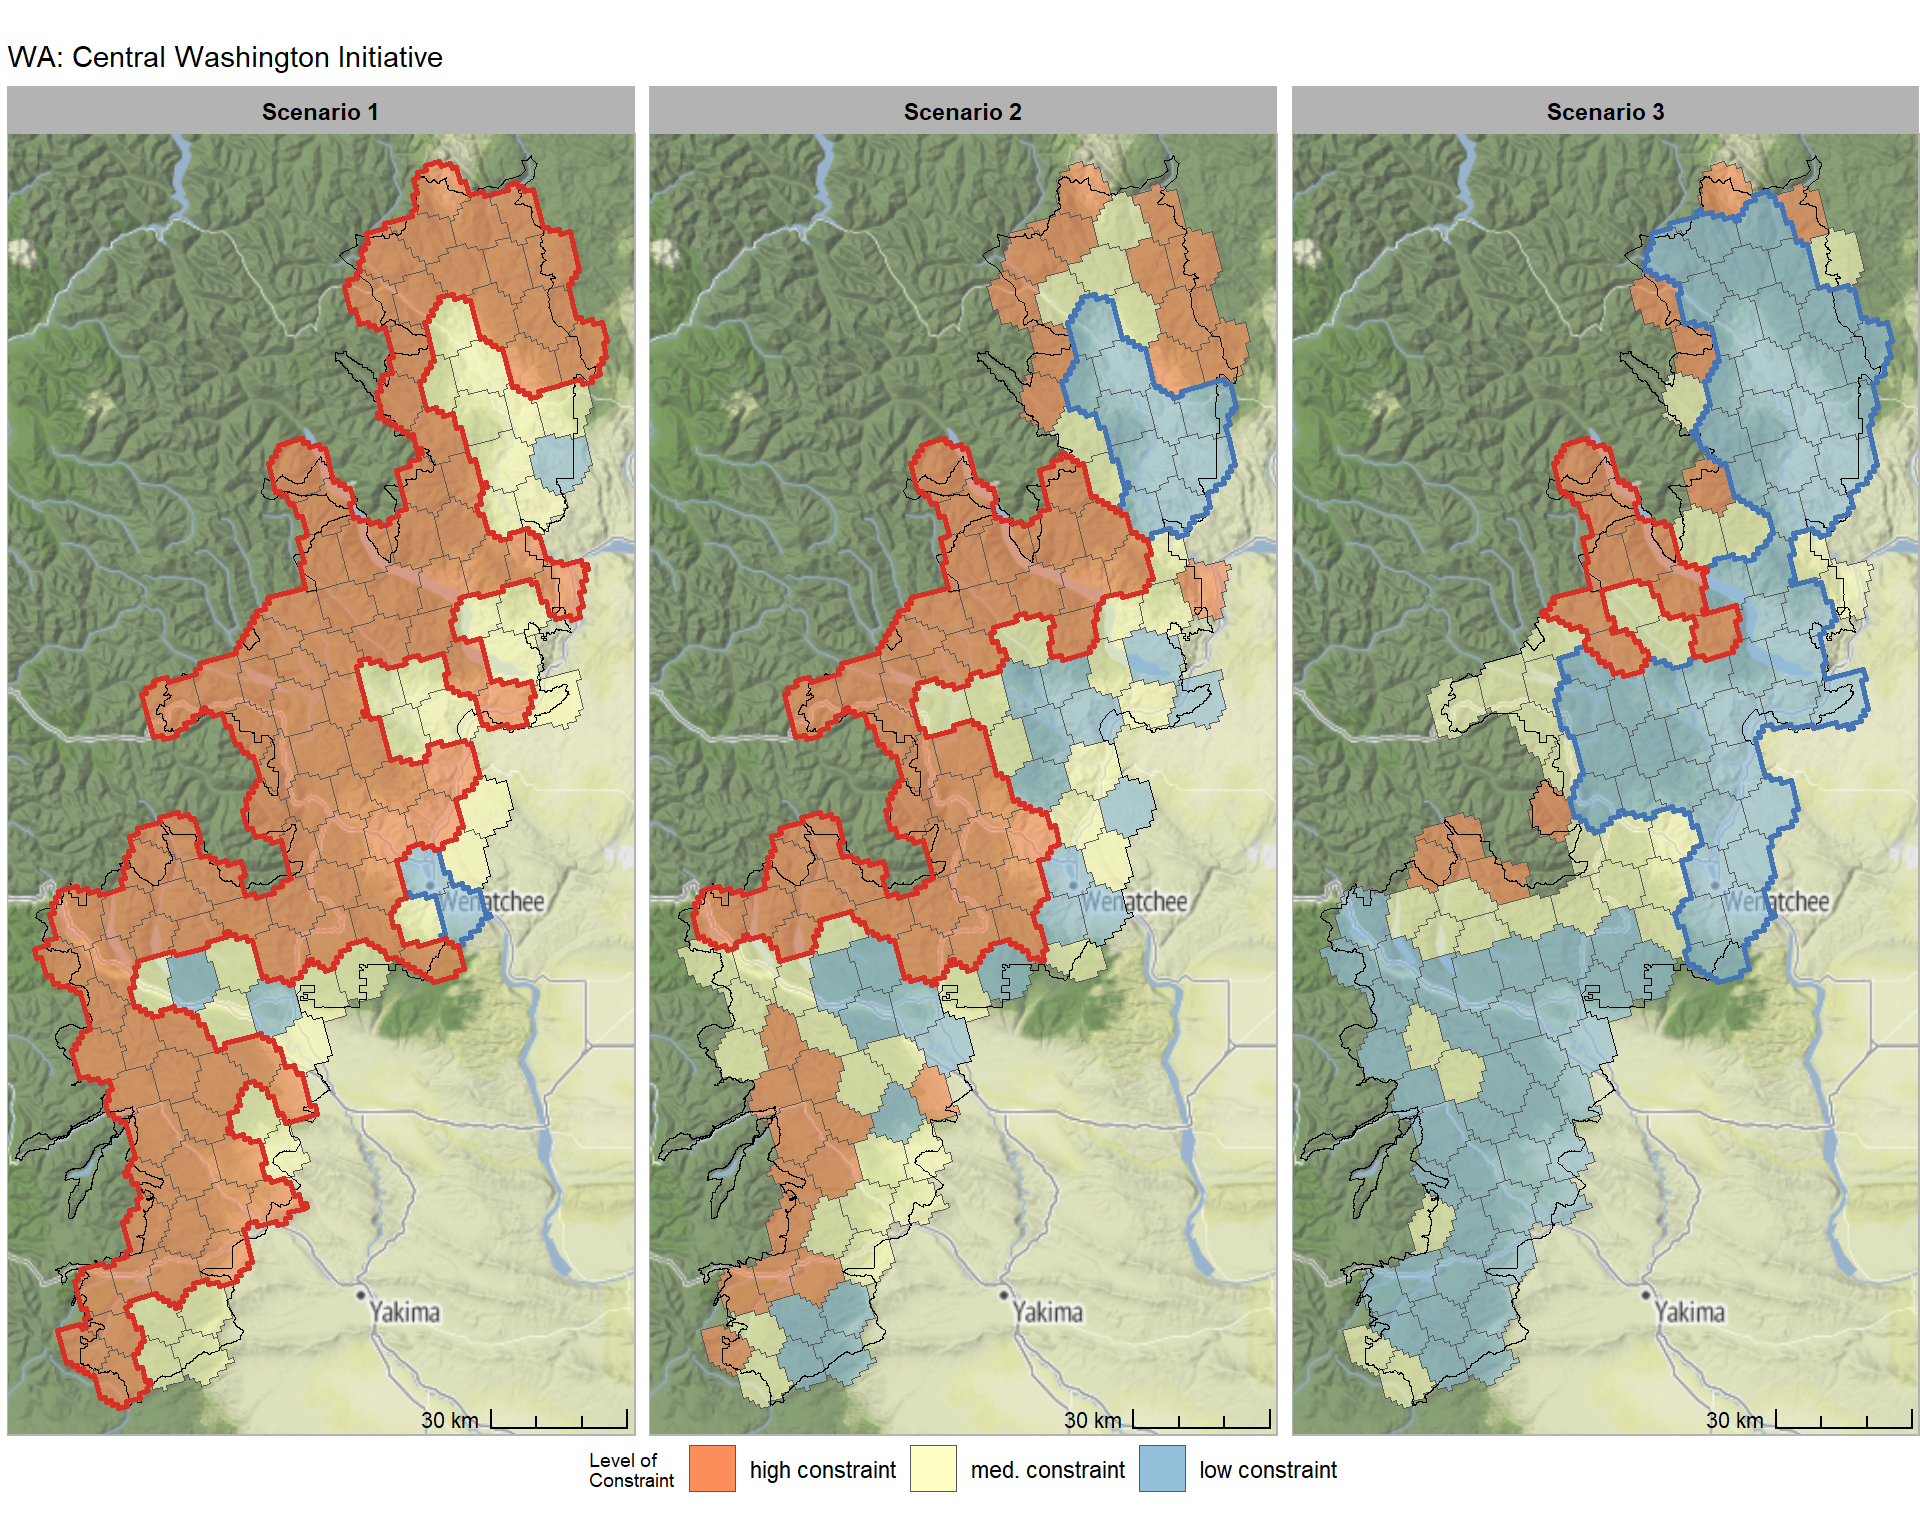 WA: Central Washington Initiative
Scenario 1
Scenario 2
Scenario 3
Wenatchee
Wenatchee
Wenatchee
Yakima
Yakima
Yakima
30 km
30 km
30 km
Level of
Constraint
high constraint
med. constraint
low constraint